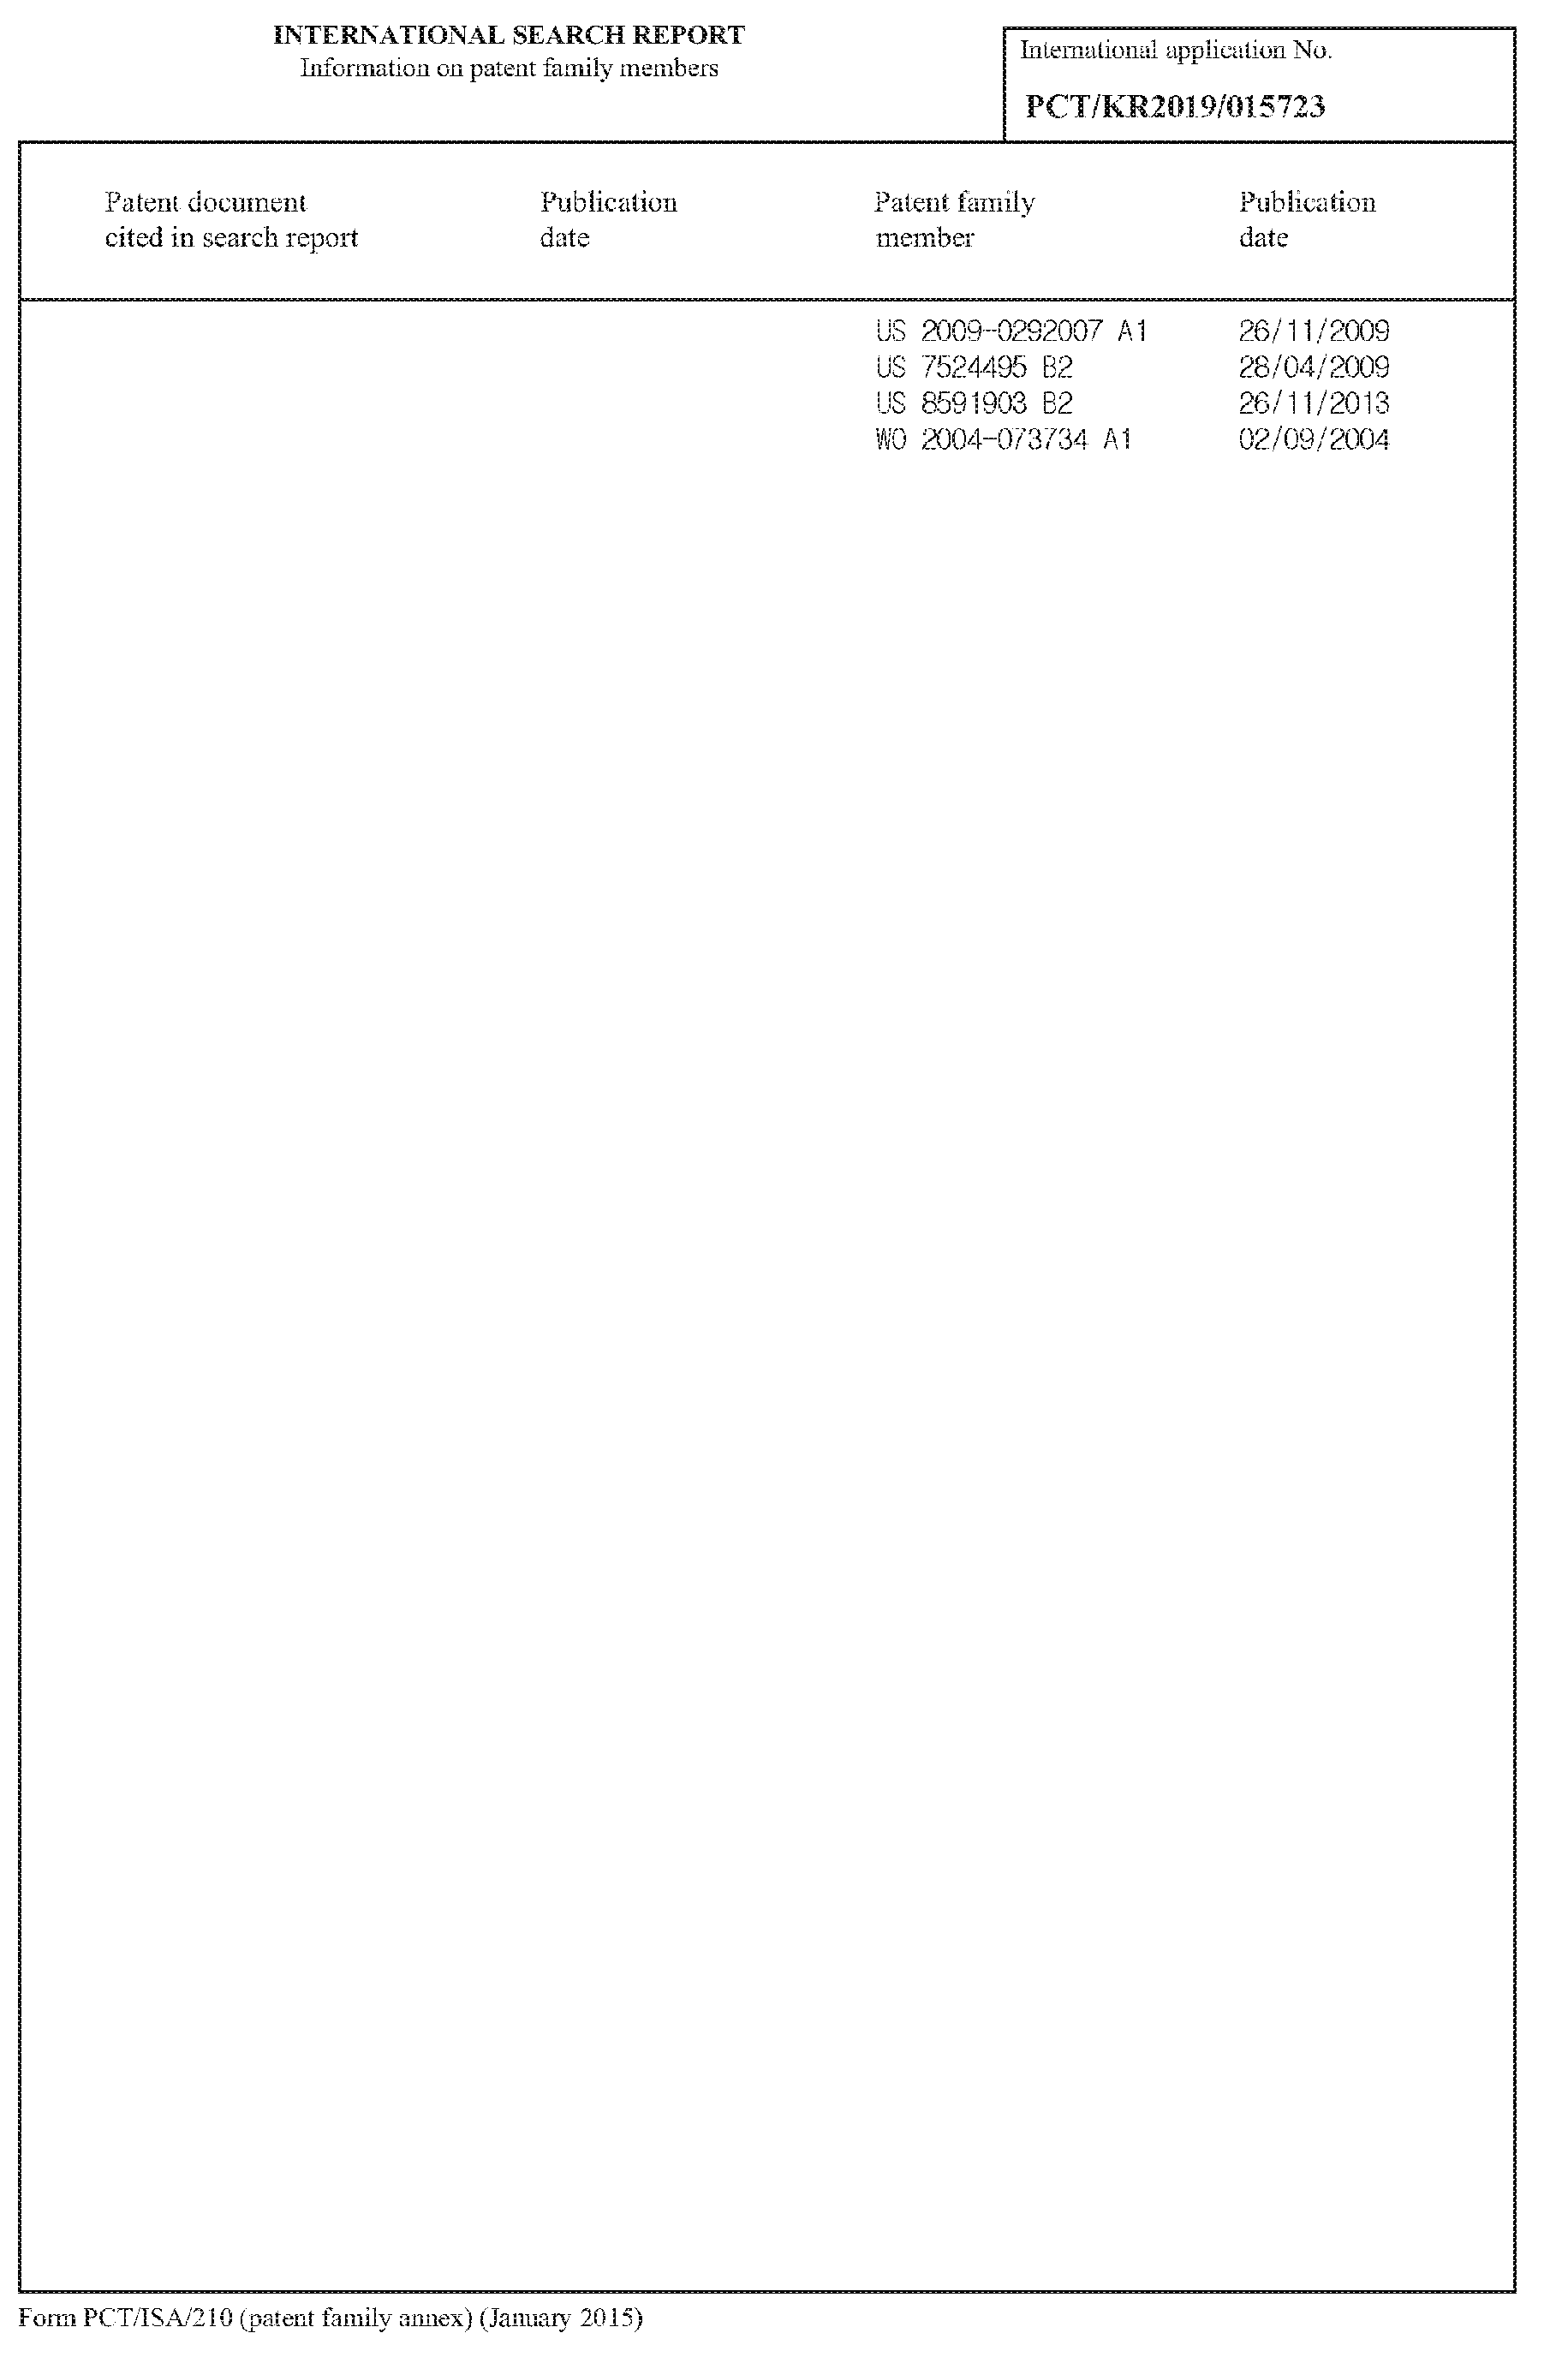 INTERNATIONAL SEARCH REPORT
Information on patent family members
International application No.
PCT/KR2019/015723
Patent document cited in search report
Publication date
Patent family member
Publication date
US 2009-0292007 A1 26/11/2009
US 7524495 B2 28/04/2009
US 8591903 B2 26/11/2013
WO 2004-073734 A1 02/09/2004
Form PCT/ISA/210 (patent family annex) (January 2015)